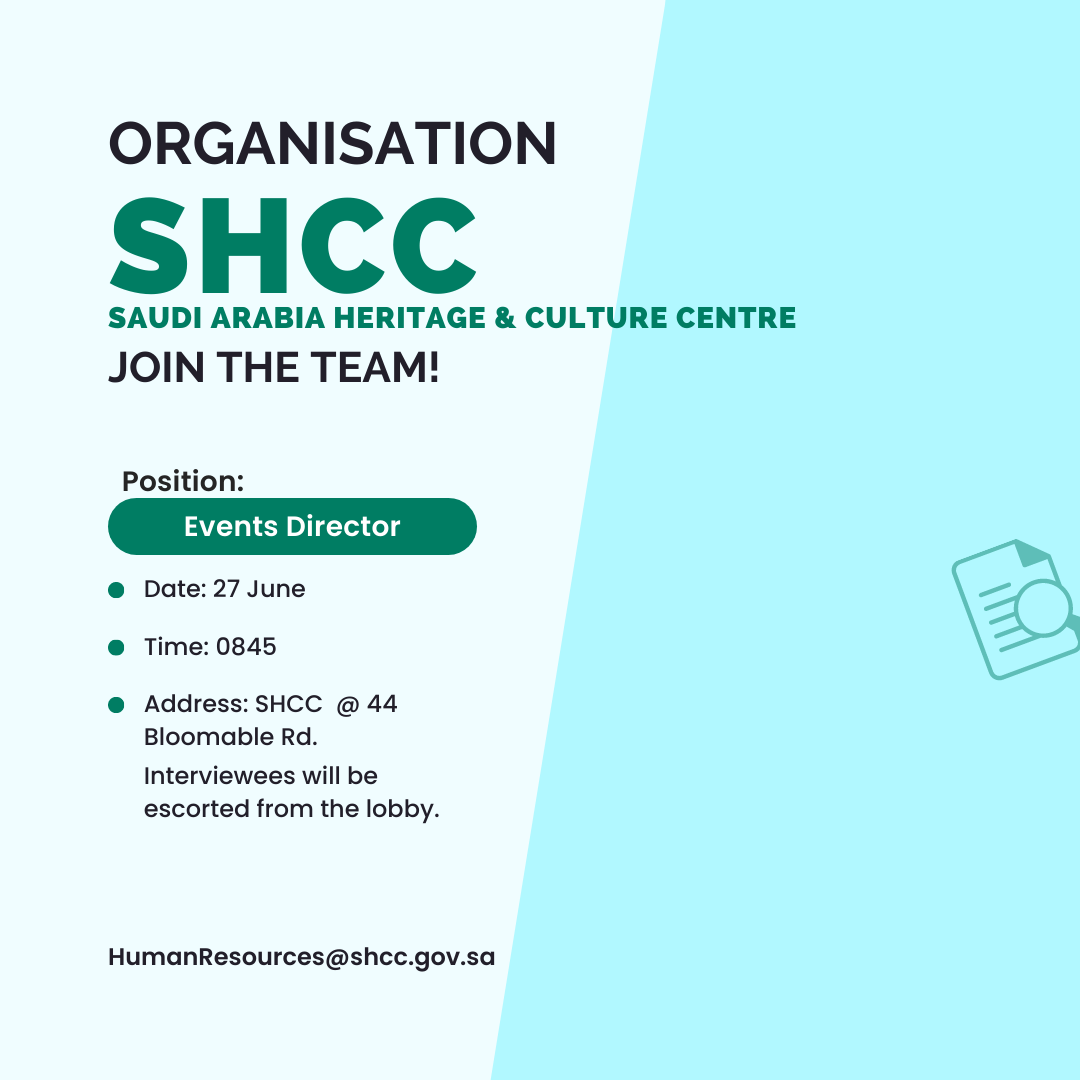 ORGANISATION
SHCC
SAUDI ARABIA HERITAGE & CULTURE CENTRE
JOIN THE TEAM!
Position:
Events Director
Date: 27 June
Time: 0845
Address: SHCC @ 44
Bloomable Rd.
Interviewees will be
escorted from the lobby.
HumanResources@shcc.gov.sa